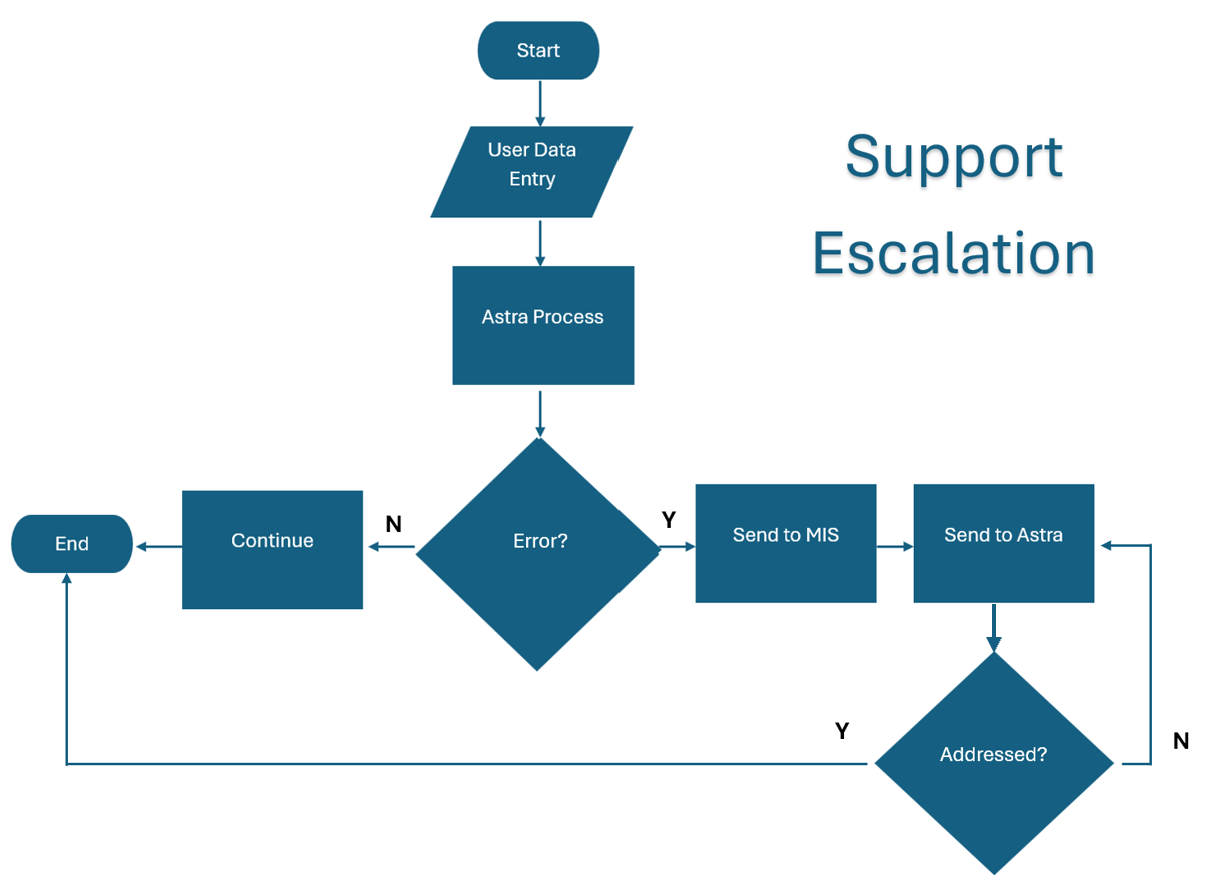 Start
Support
Escalation
User Data
Entry
Astra Process
Error?
N
Y
Continue
End
Send to MIS
Send to Astra
Addressed?
Y
N